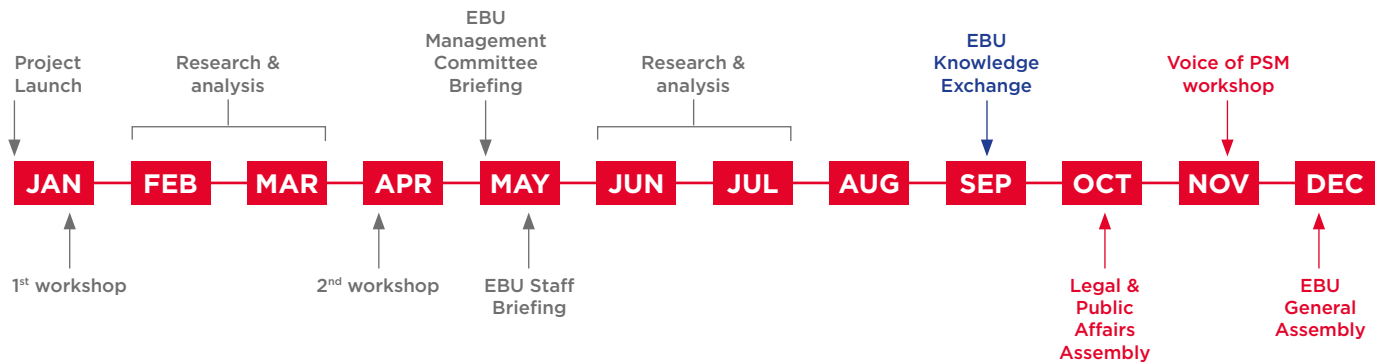 Project
Launch
Research &
analysis
EBU
Management
Committee
Briefing
Research &
analysis
EBU
Knowledge
Exchange
Voice of PSM
workshop
JAN
FEB
MAR
APR
MAY
JUN
JUL
AUG
SEP
OCT
NOV
DEC
1st workshop
2nd workshop
EBU Staff
Briefing
Legal &
Public
Affairs
Assembly
EBU
General
Assembly